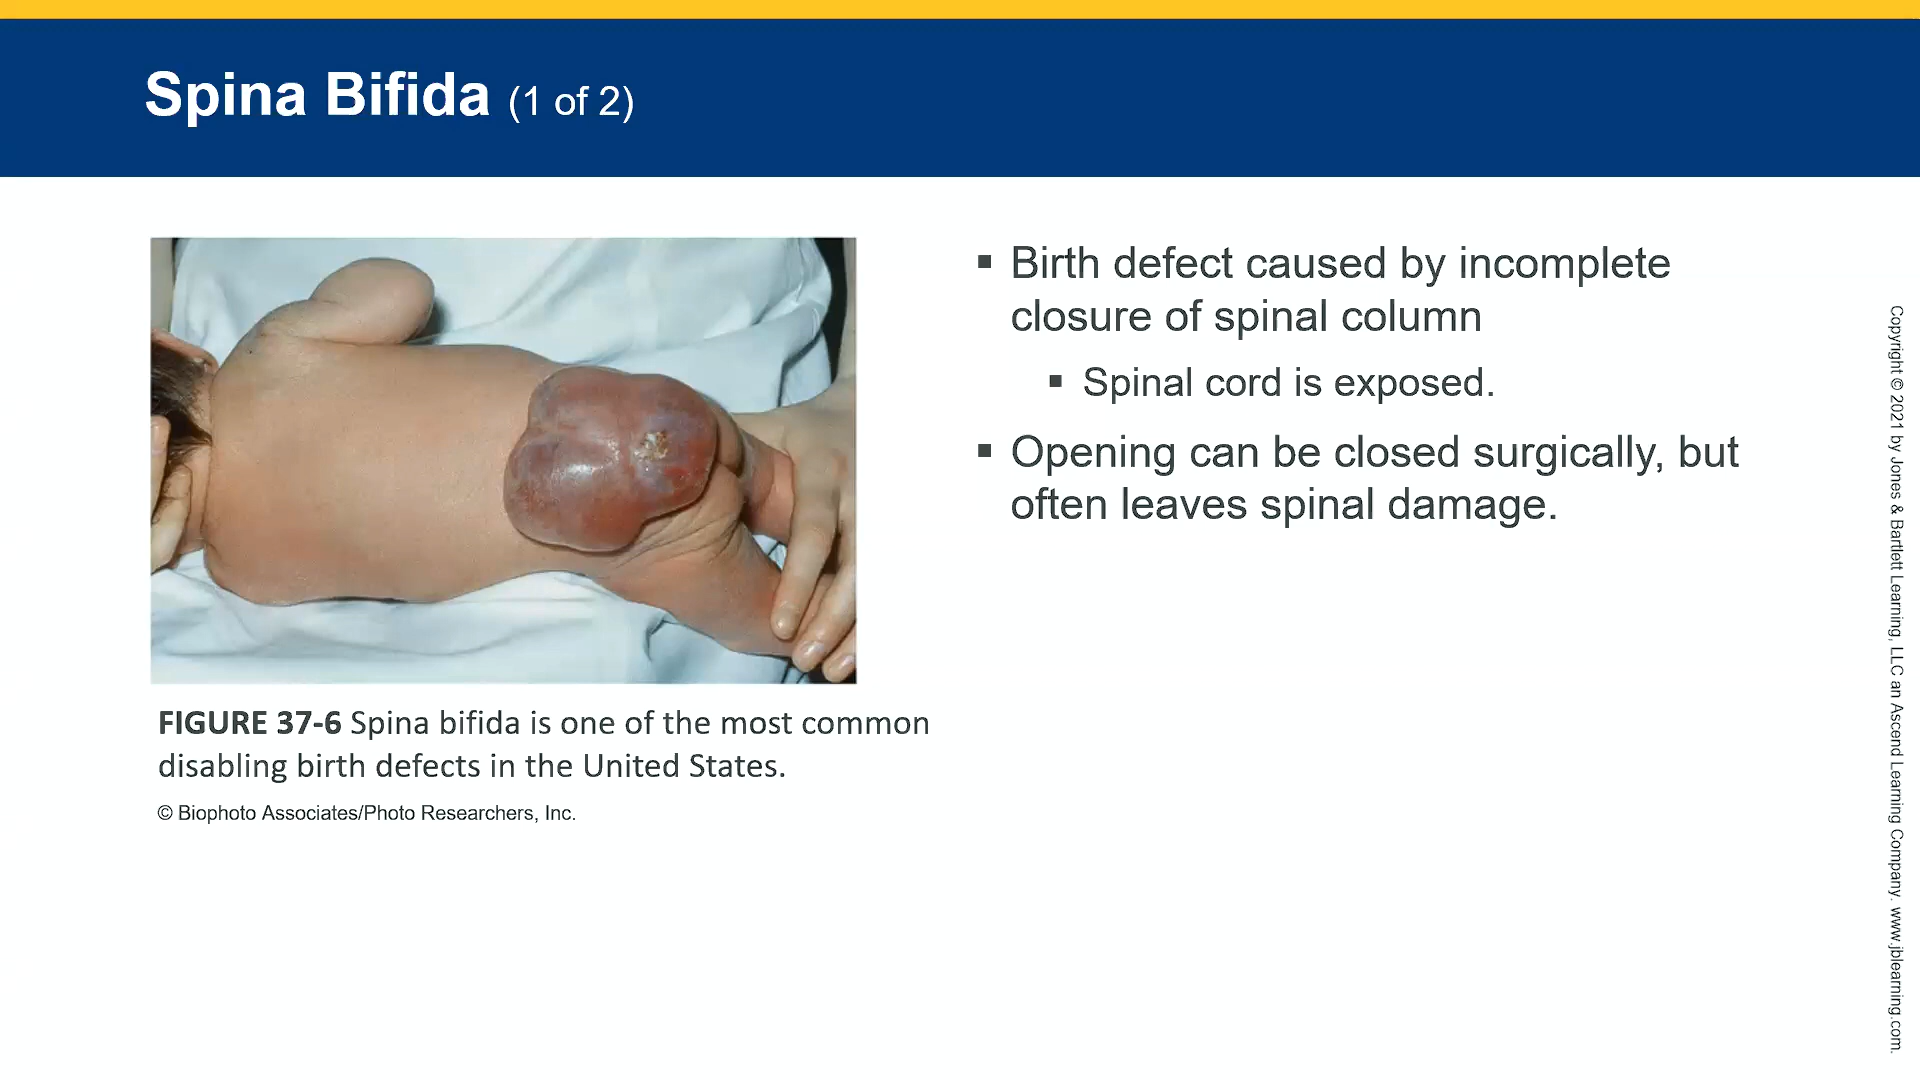 Spina Bifida (1 of 2)
▪ Birth defect caused by incomplete
closure of spinal column
▪ Spinal cord is exposed.
▪ Opening can be closed surgically, but
often leaves spinal damage.
FIGURE 37-6 Spina bifida is one of the most common
disabling birth defects in the United States.
© Biophoto Associates/Photo Researchers, Inc.
Copyright © 2021 by Jones & Bartlett Learning, LLC an Ascend Learning Company. www.jblearning.com.